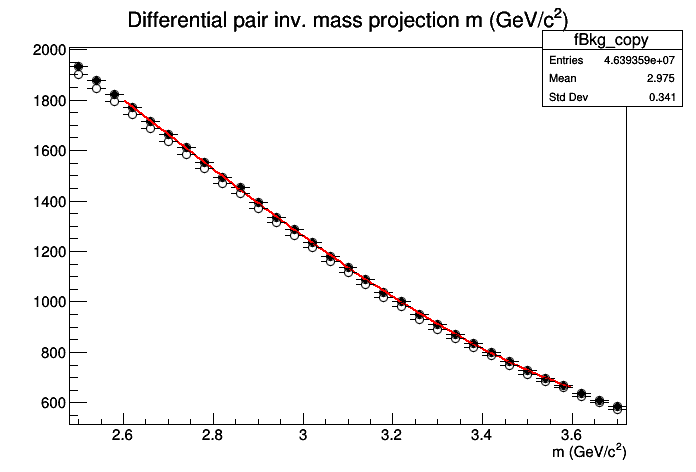 Differential pair inv. mass projection m (GeV/c²)
fBkg_copy
Entries 4.639359e+07
Mean 2.975
Std Dev 0.341
2000
1800
1600
1400
1200
1000
800
600
2.6 2.8 3 3.2 3.4 3.6
m (GeV/c²)